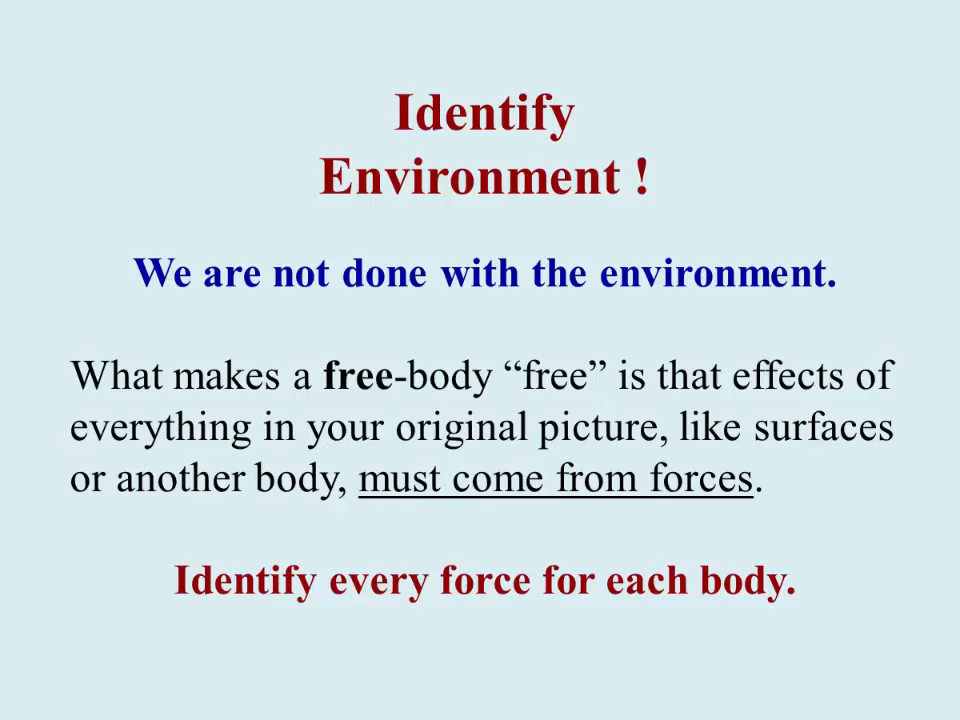 Identify
Environment !
We are not done with the environment.
What makes a free-body “free” is that effects of
everything in your original picture, like surfaces
or another body, must come from forces.
Identify every force for each body.